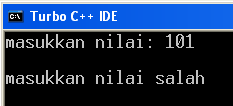 Turbo C++ IDE
masukkan nilai: 101
masukkan nilai salah